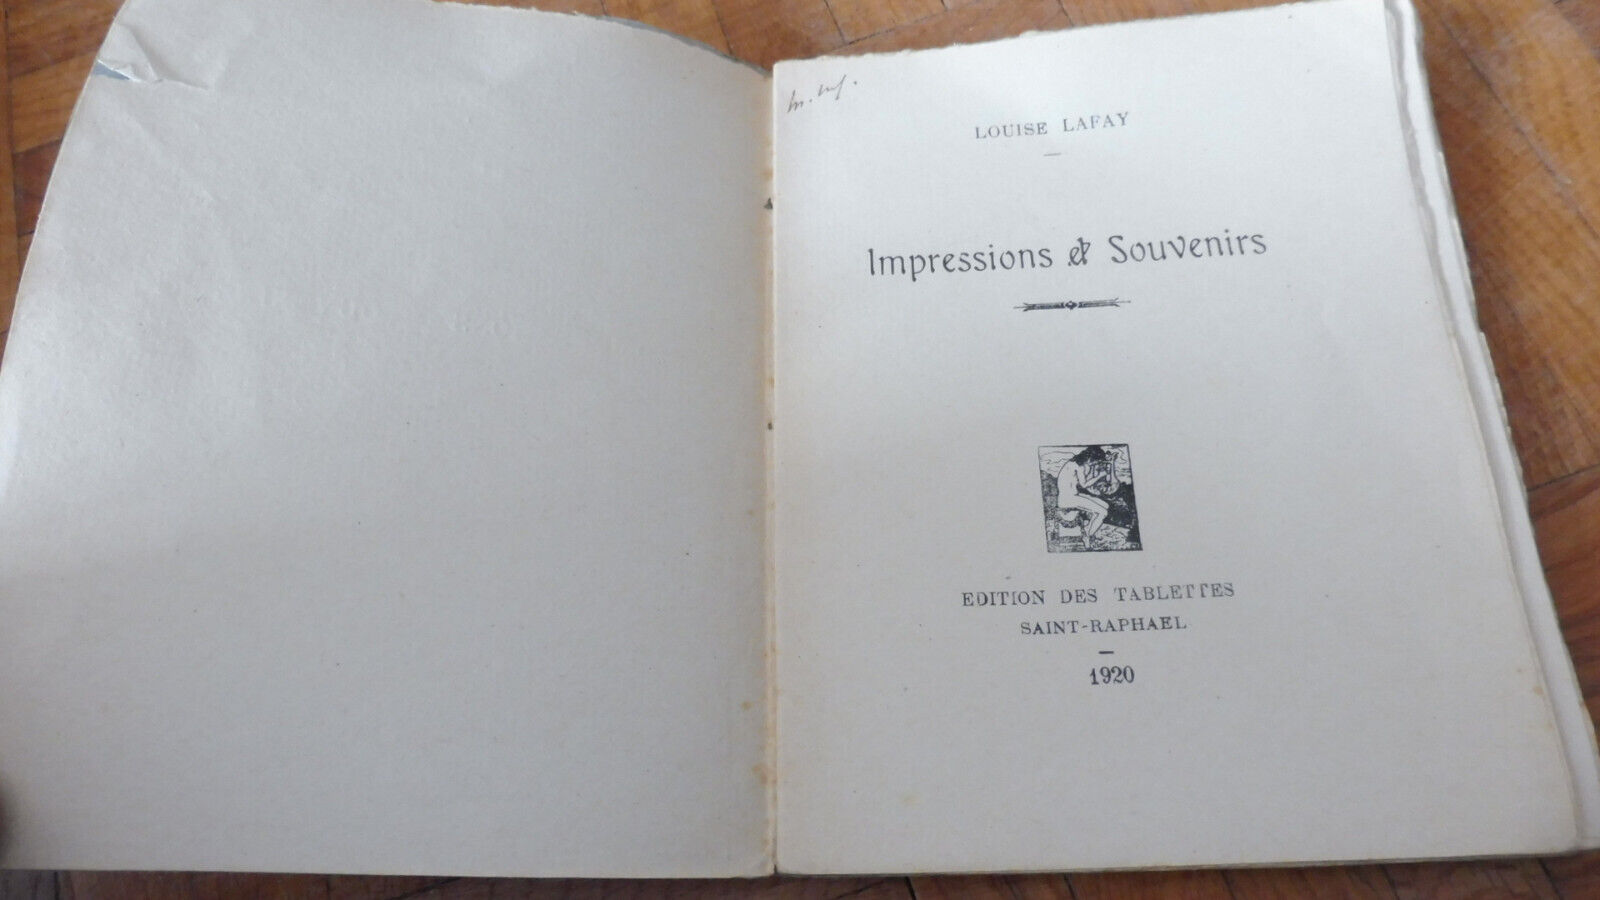 LOUISE LAFAY
Impressions & Souvenirs
EDITION DES TABLETTES
SAINT-RAPHAEL
1920